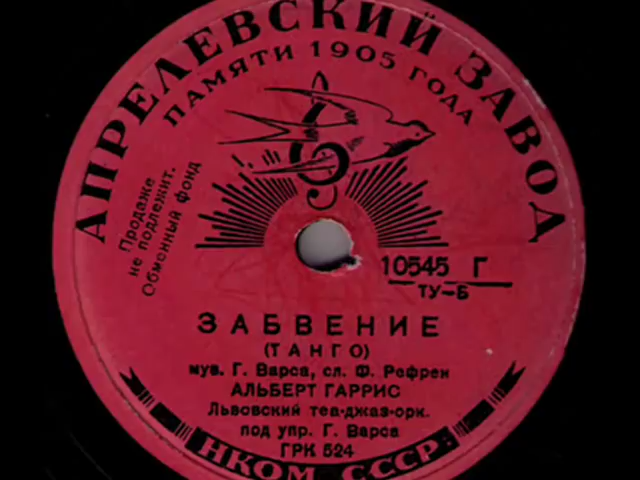 АПРЕЛЕВСКИЙ ЗАВОД
ПАМЯТИ 1905 ГОДА
Продаже
не подлежит.
Обменный фонд
10545 Г
ТУ-Б
ЗАБВЕНИЕ
(ТАНГО)
муз. Г. Варса, сл. Ф. Рефрен
АЛЬБЕРТ ГАРРИС
Львовский теа-джаз-орк.
под упр. Г. Варса
ГРК 524
НКОМ СССР